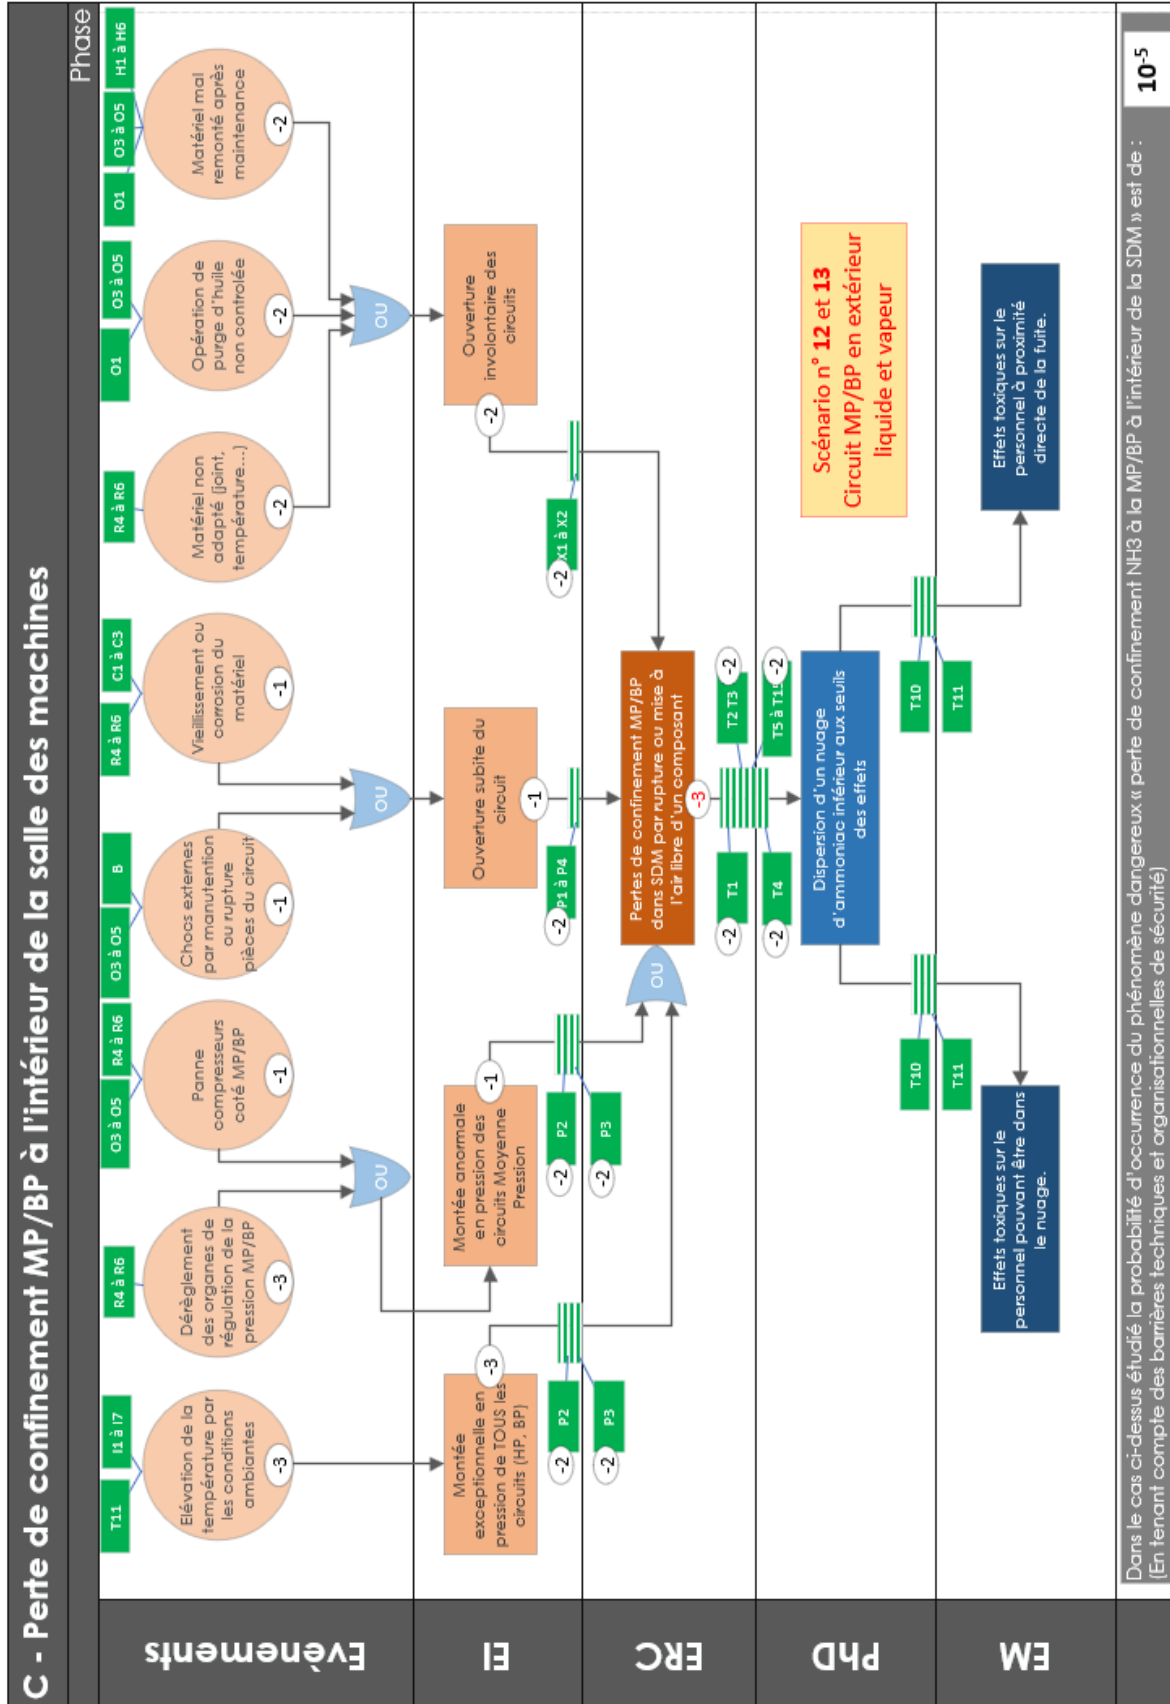 C - Perte de confinement MP/BP à l'intérieur de la salle des machines
Phase
Evènements
T11
I1 à I7
R4 à R6
O3 à O5
R4 à R6
O3 à O5
B
R4 à R6
C1 à C3
R4 à R6
O1
O3 à O5
O1
O3 à O5
H1 à H6
Elévation de la
température par
les conditions
ambiantes
-3
Dérèglement
des organes de
régulation de la
pression MP/BP
-3
Panne
compresseurs
coté MP/BP
-1
Chocs externes
par manutention
ou rupture
pièces du circuit
-1
Vieillissement ou
corrosion du
matériel
-1
Matériel non
adapté (joint,
température...)
-2
Opération de
purge d'huile
non controlée
-2
Matériel mal
remonté après
maintenance
-2
OU
OU
OU
EI
Montée
exceptionnelle en
pression de TOUS les
circuits (HP, BP)
-3
Montée anormale
en pression des
circuits Moyenne
Pression
-1
Ouverture subite du
circuit
-1
Ouverture
involontaire des
circuits
-2
P2
-2
P3
-2
P2
-2
P3
-2
P1 à P4
-2
X1 à X2
-2
ERC
OU
Pertes de confinement MP/BP
dans SDM par rupture ou mise à
l'air libre d'un composant
-3
T1
-2
T2 T3
-2
T4
-2
T5 à T15
-2
PhD
Dispersion d'un nuage
d'ammoniac inférieur aux seuils
des effets
Scénario n° 12 et 13
Circuit MP/BP en extérieur
liquide et vapeur
T10
T11
T10
T11
EM
Effets toxiques sur le
personnel pouvant être dans
le nuage.
Effets toxiques sur le
personnel à proximité
directe de la fuite.
Dans le cas ci-dessus étudié la probabilité d'occurrence du phénomène dangereux « perte de confinement NH3 à la MP/BP à l'intérieur de la SDM » est de :
(En tenant compte des barrières techniques et organisationnelles de sécurité)
10⁻⁵